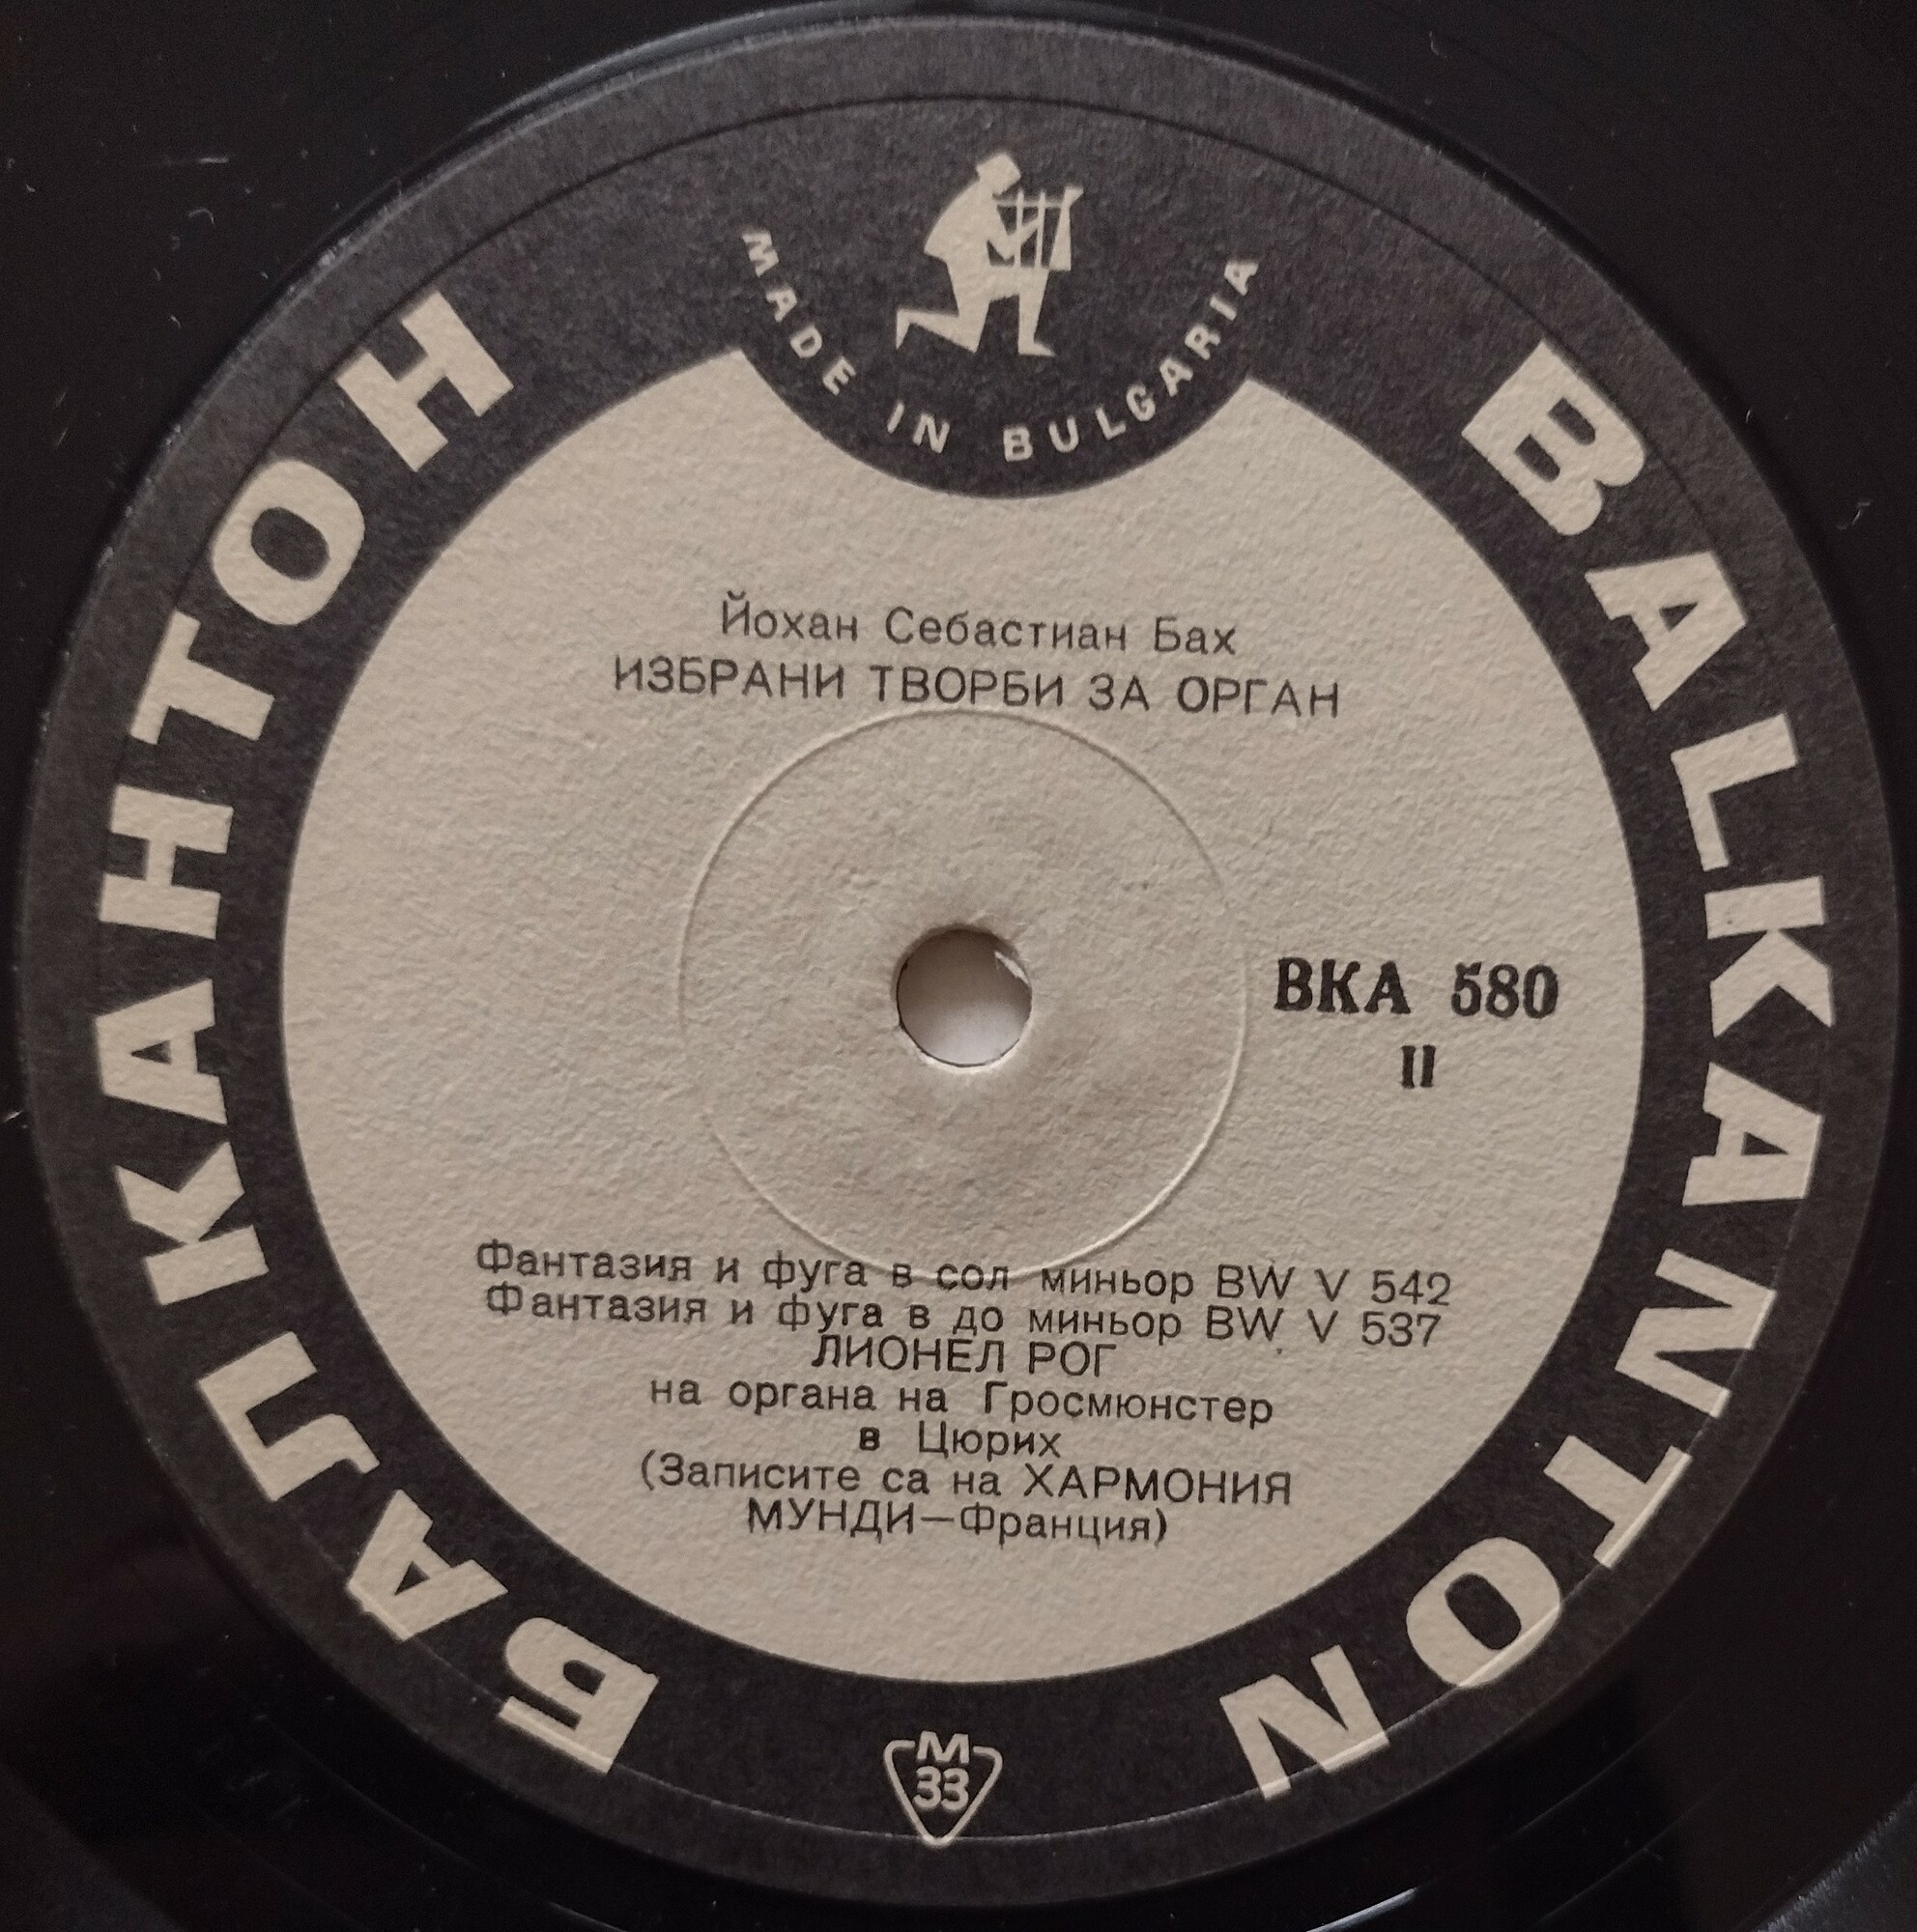 MADE IN BULGARIA
БАЛКАНТОН
BALKANTON
Йохан Себастиан Бах
ИЗБРАНИ ТВОРБИ ЗА ОРГАН
ВКА 580
II
Фантазия и фуга в сол миньор BW V 542
Фантазия и фуга в до миньор BW V 537
ЛИОНЕЛ РОГ
на органа на Гросмюнстер
в Цюрих
(Записите са на ХАРМОНИЯ
МУНДИ—Франция)
M
33